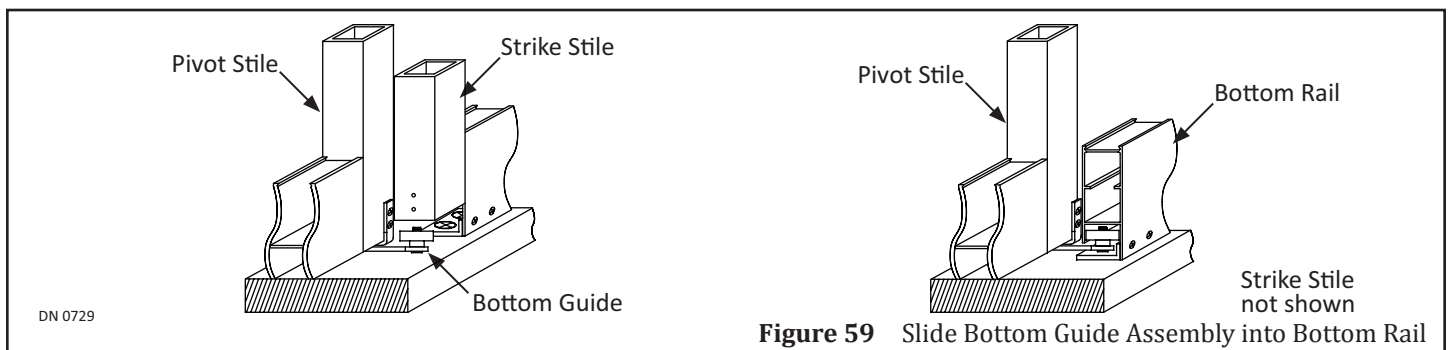 Pivot Stile
Strike Stile
Bottom Guide
DN 0729
Pivot Stile
Bottom Rail
Strike Stile
not shown
Figure 59 Slide Bottom Guide Assembly into Bottom Rail